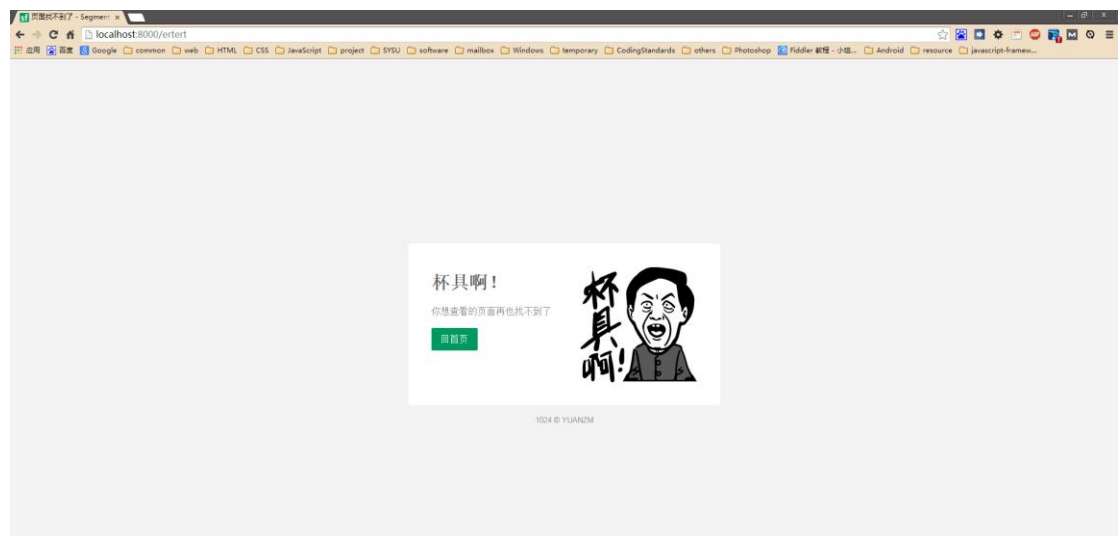 页面找不到了 - Segment
localhost:8000/ertert
应用 百度 Google common web HTML CSS JavaScript project SYSU software mailbox Windows temporary CodingStandards others Photoshop Fiddler 教程 - 小坦... Android resource javascript-framew...
杯具啊!
你想查看的页面再也找不到了
回首页
杯具啊!
1024 © YUANZM